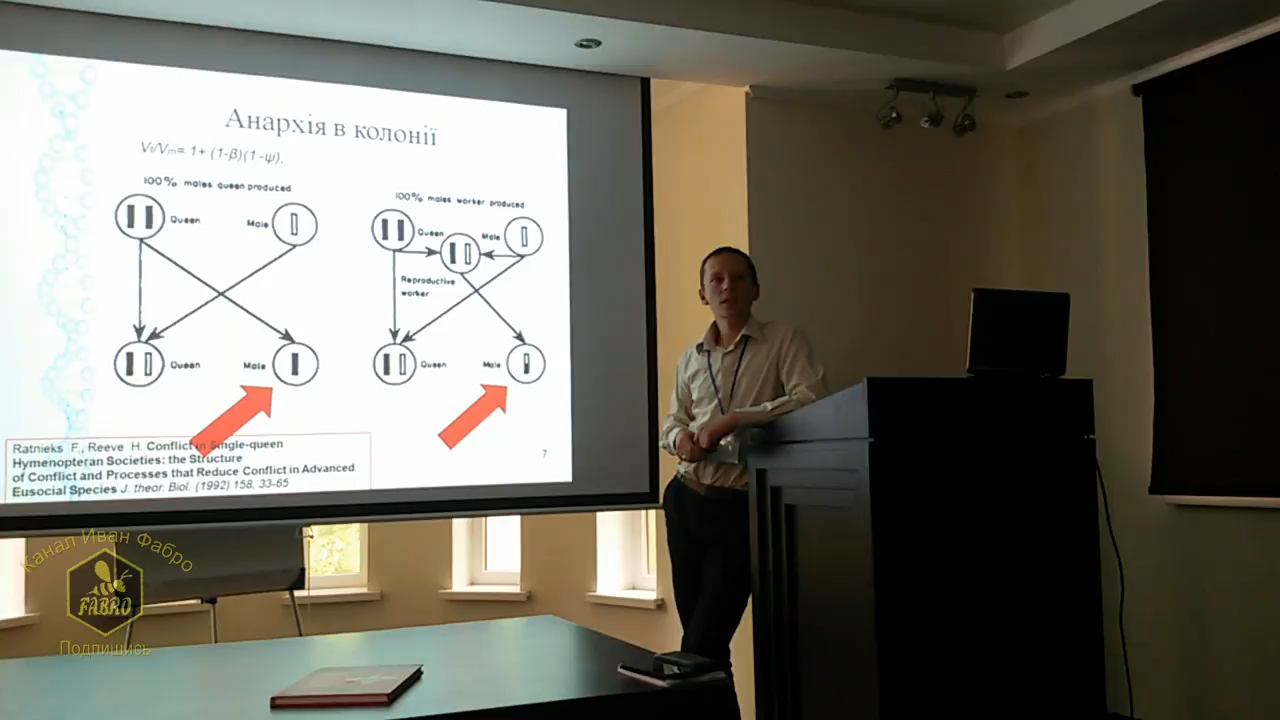 Анархія в колонії
Vf/Vm= 1+ (1-β)(1-ψ),
100% males queen produced
100% males worker produced
Queen
Male
Queen
Male
Reproductive
worker
Queen
Male
Queen
Male
Ratnieks F., Reeve H. Conflict in Single-queen
Hymenopteran Societies: the Structure
of Conflict and Processes that Reduce Conflict in Advanced
Eusocial Species J. theor. Biol. (1992) 158, 33-65
7
Канал Иван Фабро
FABRO
Подпишись